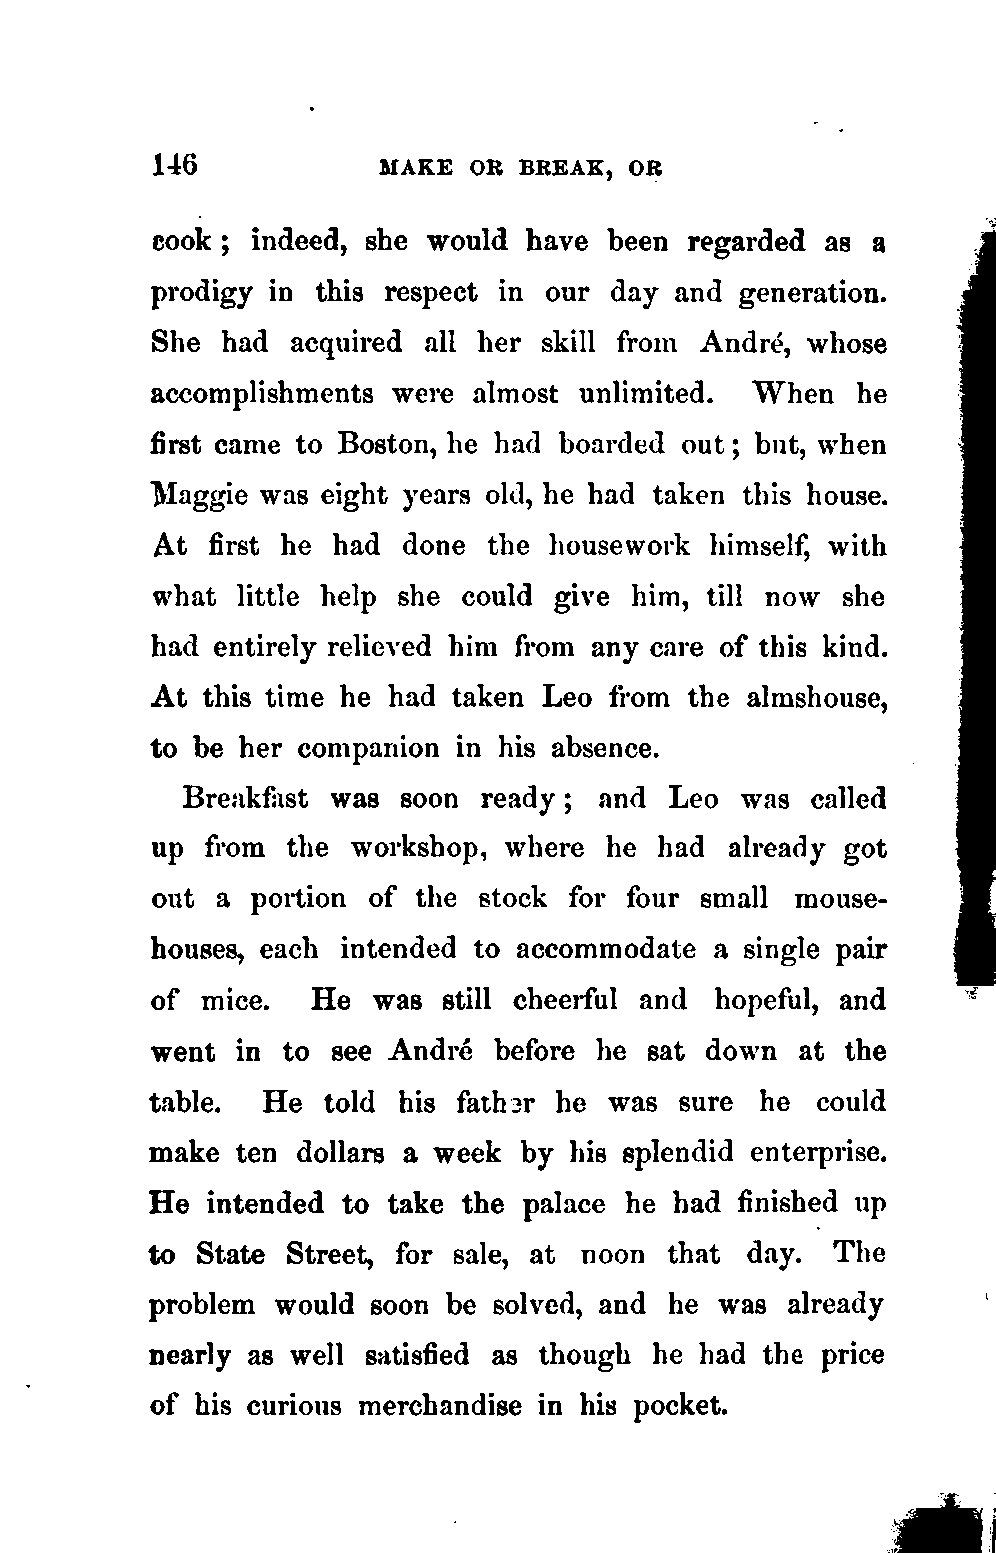 146 MAKE OR BREAK, OR
cook; indeed, she would have been regarded as a
prodigy in this respect in our day and generation.
She had acquired all her skill from André, whose
accomplishments were almost unlimited. When he
first came to Boston, he had boarded out; but, when
Maggie was eight years old, he had taken this house.
At first he had done the housework himself, with
what little help she could give him, till now she
had entirely relieved him from any care of this kind.
At this time he had taken Leo from the almshouse,
to be her companion in his absence.
Breakfast was soon ready; and Leo was called
up from the workshop, where he had already got
out a portion of the stock for four small mouse-
houses, each intended to accommodate a single pair
of mice. He was still cheerful and hopeful, and
went in to see André before he sat down at the
table. He told his father he was sure he could
make ten dollars a week by his splendid enterprise.
He intended to take the palace he had finished up
to State Street, for sale, at noon that day. The
problem would soon be solved, and he was already
nearly as well satisfied as though he had the price
of his curious merchandise in his pocket.